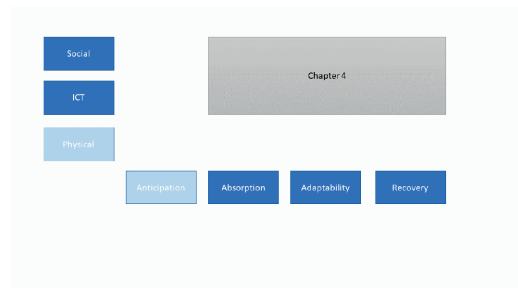 Social
Chapter 4
ICT
Physical
Anticipation
Absorption
Adaptability
Recovery